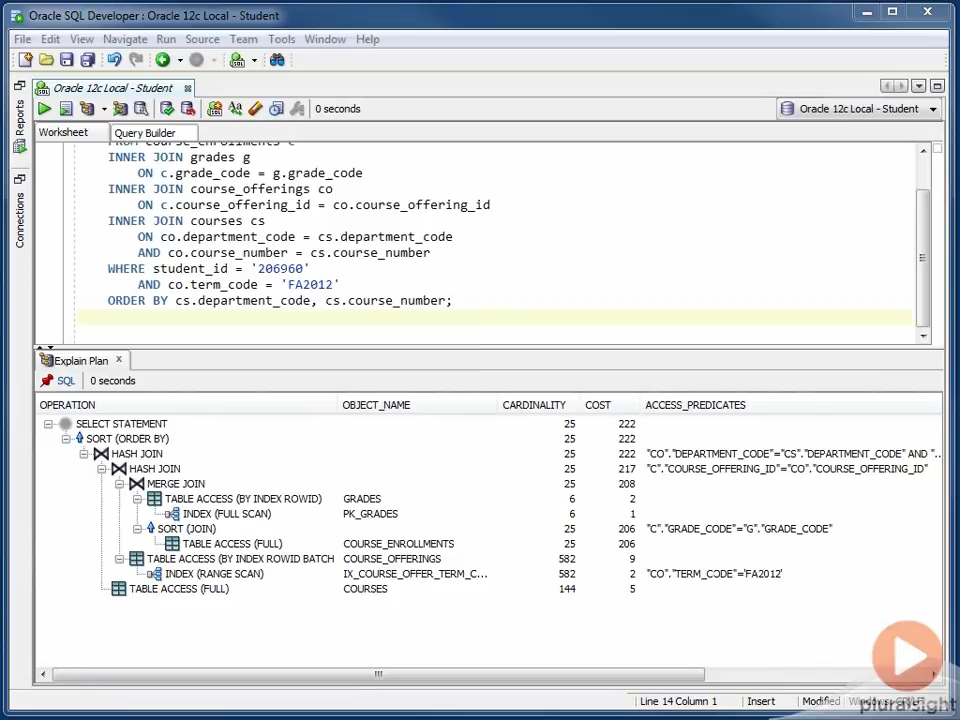 Oracle SQL Developer : Oracle 12c Local - Student
File Edit View Navigate Run Source Team Tools Window Help
Oracle 12c Local - Student
0 seconds
Oracle 12c Local - Student
Worksheet Query Builder
Reports
Connections
FROM course_enrollments c
INNER JOIN grades g
ON c.grade_code = g.grade_code
INNER JOIN course_offerings co
ON c.course_offering_id = co.course_offering_id
INNER JOIN courses cs
ON co.department_code = cs.department_code
AND co.course_number = cs.course_number
WHERE student_id = '206960'
AND co.term_code = 'FA2012'
ORDER BY cs.department_code, cs.course_number;
Explain Plan
SQL 0 seconds
OPERATION OBJECT_NAME CARDINALITY COST ACCESS_PREDICATES
SELECT STATEMENT 25 222
SORT (ORDER BY) 25 222
HASH JOIN 25 222 "CO"."DEPARTMENT_CODE"="CS"."DEPARTMENT_CODE" AND "..
HASH JOIN 25 217 "C"."COURSE_OFFERING_ID"="CO"."COURSE_OFFERING_ID"
MERGE JOIN 25 208
TABLE ACCESS (BY INDEX ROWID) GRADES 6 2
INDEX (FULL SCAN) PK_GRADES 6 1
SORT (JOIN) 25 206 "C"."GRADE_CODE"="G"."GRADE_CODE"
TABLE ACCESS (FULL) COURSE_ENROLLMENTS 25 206
TABLE ACCESS (BY INDEX ROWID BATCH COURSE_OFFERINGS 582 9
INDEX (RANGE SCAN) IX_COURSE_OFFER_TERM_C... 582 2 "CO"."TERM_CODE"='FA2012'
TABLE ACCESS (FULL) COURSES 144 5
Line 14 Column 1 Insert Modified Windows:
pluralsight